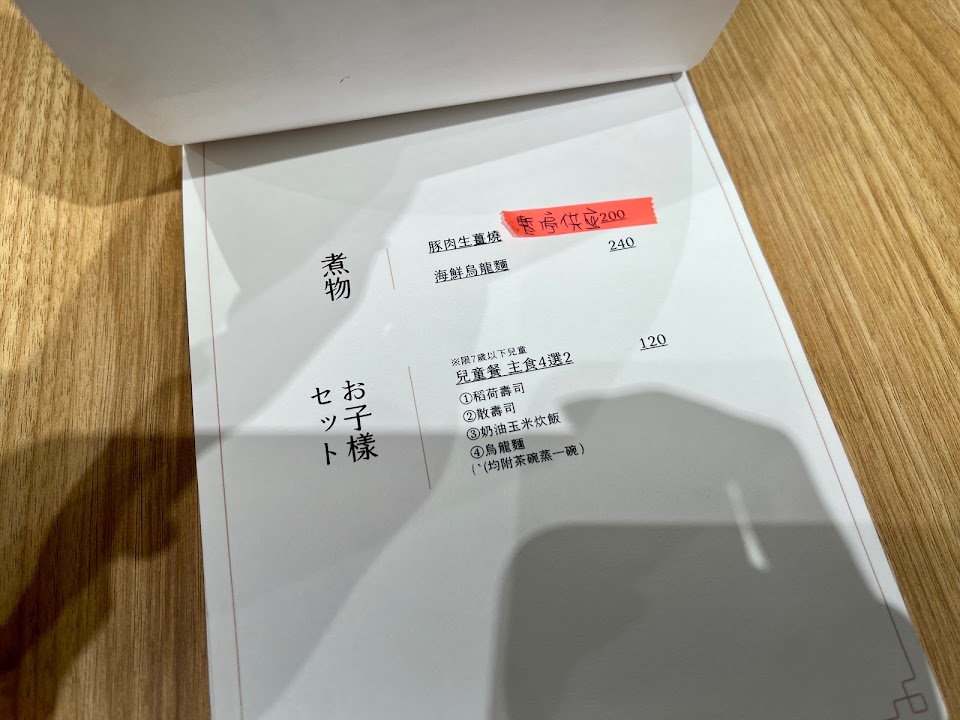 煮物
豚肉生薑燒 暫停供应200
海鮮烏龍麵 240
お子様
セット
※限7歲以下兒童
兒童餐 主食4選2 120
①稻荷壽司
②散壽司
③奶油玉米炊飯
④烏龍麵
(均附茶碗蒸一碗)